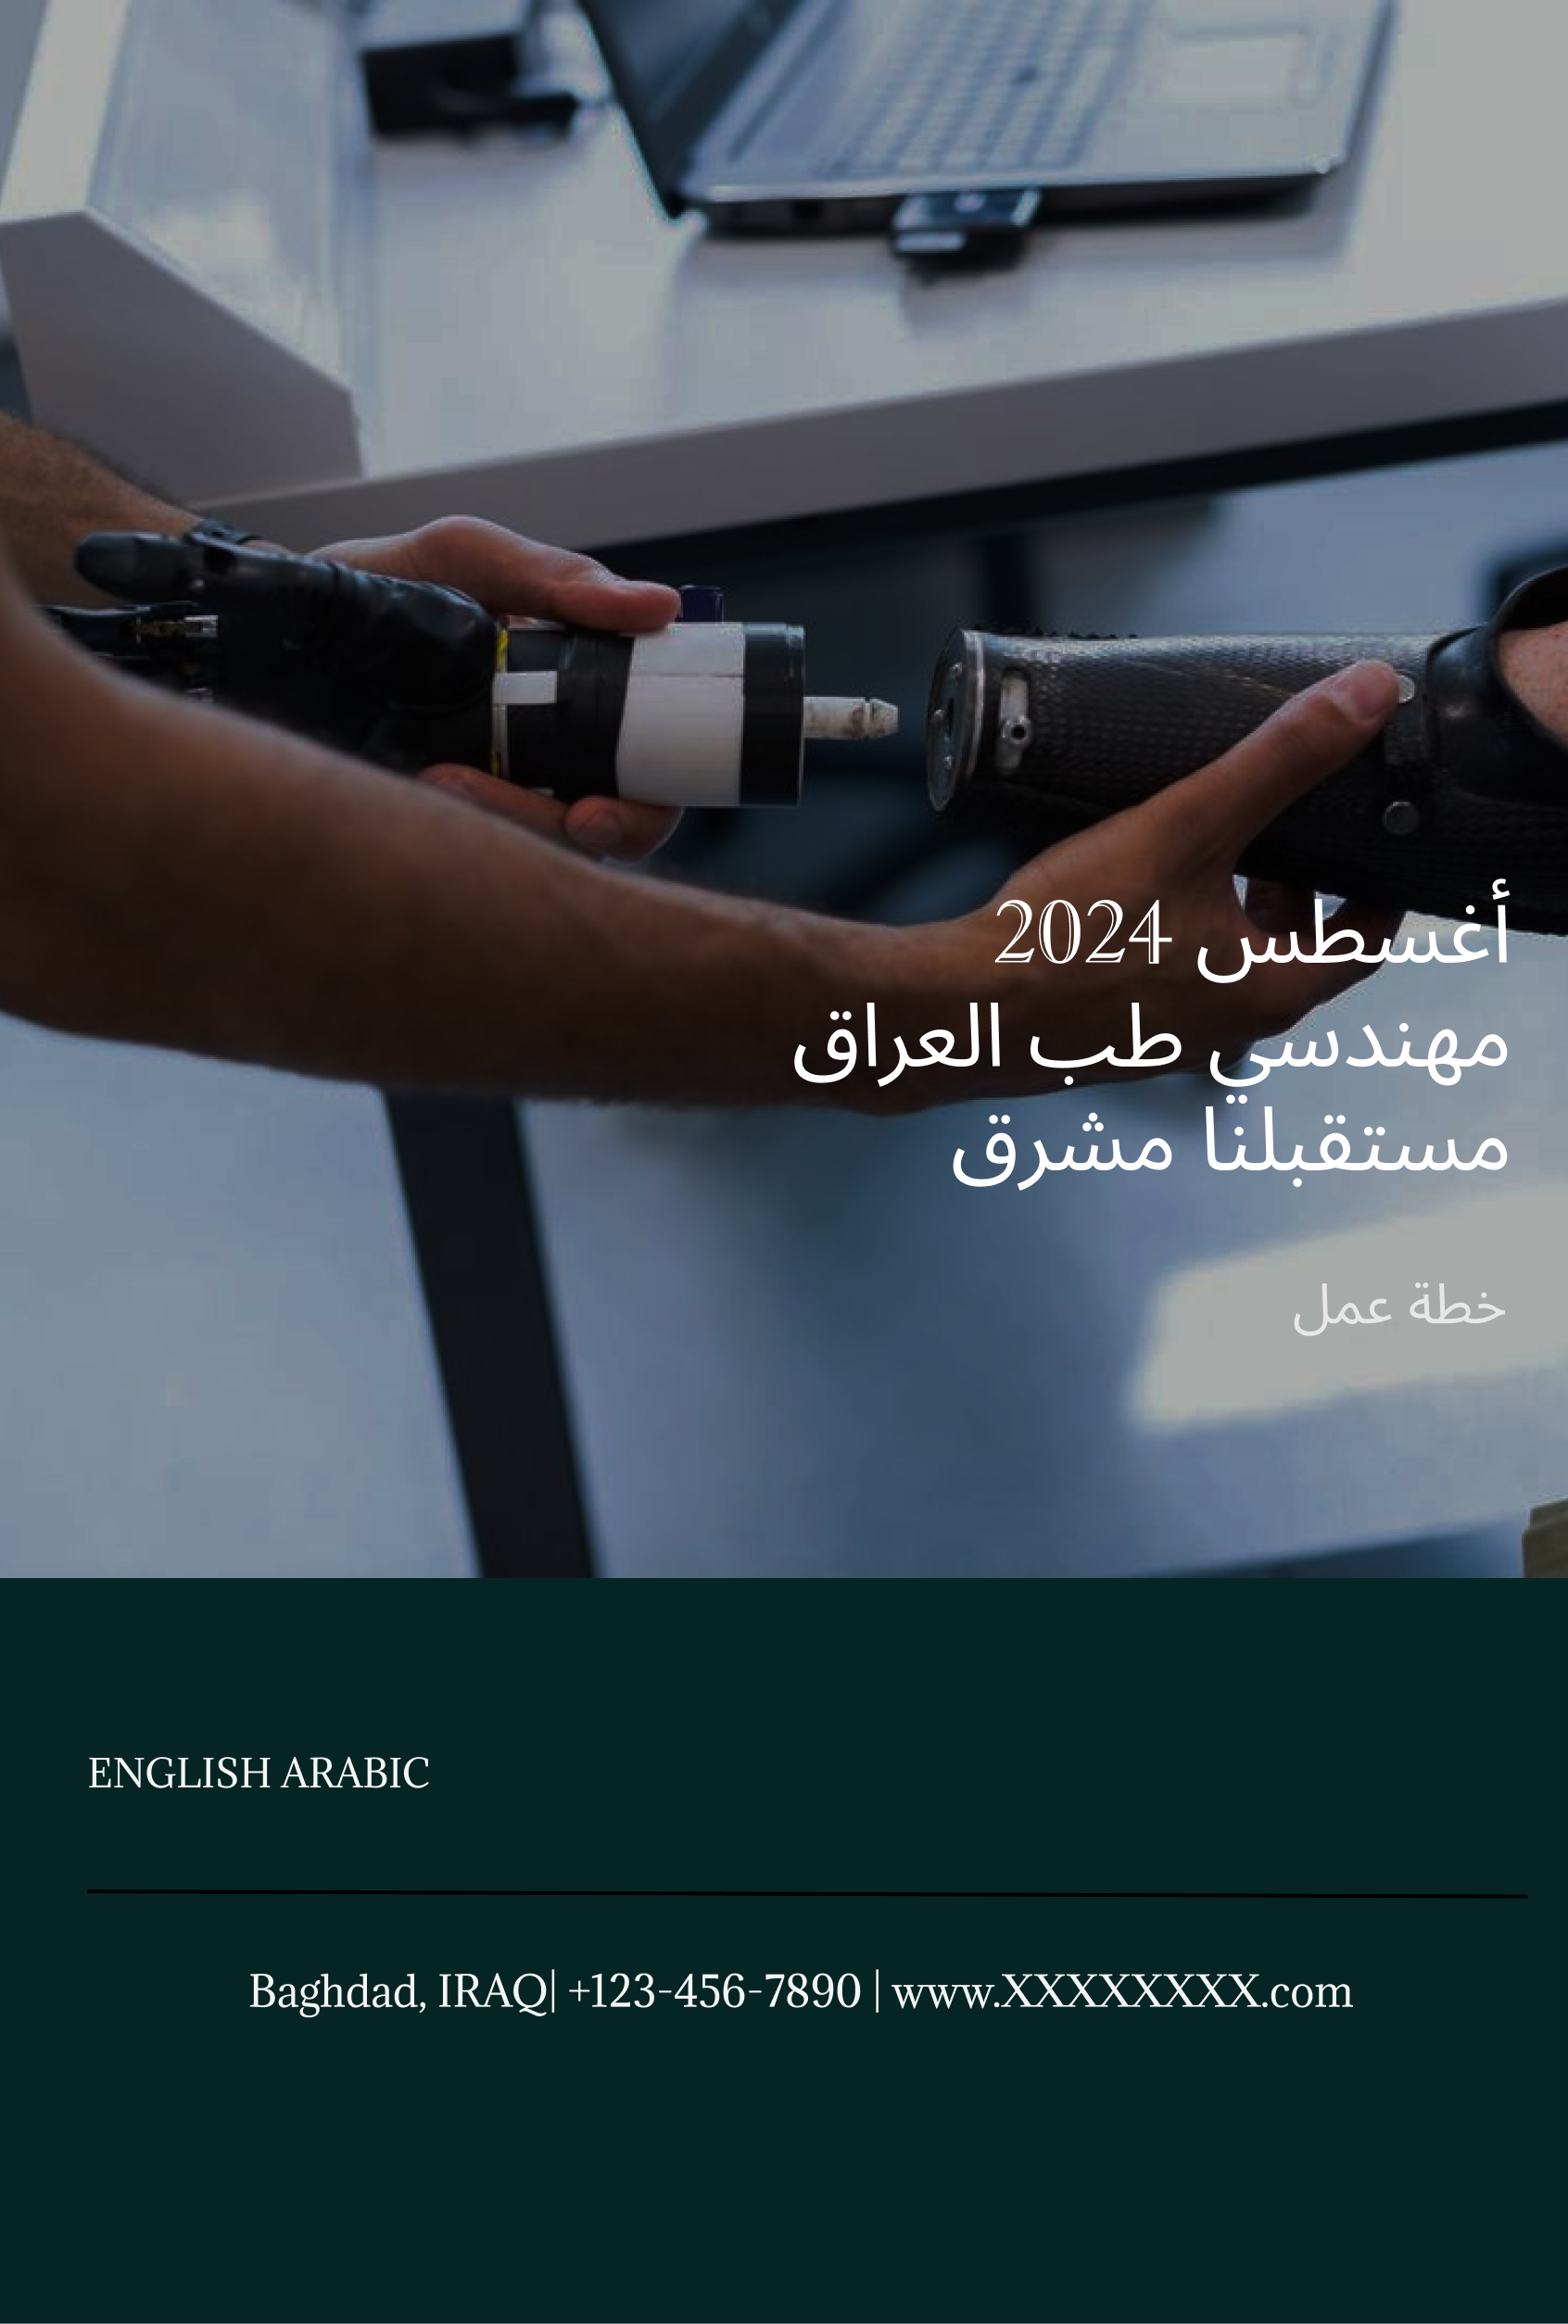 أغسطس 2024
مهندسي طب العراق
مستقبلنا مشرق
خطة عمل
ENGLISH ARABIC
Baghdad, IRAQ| +123-456-7890 | www.XXXXXXXX.com